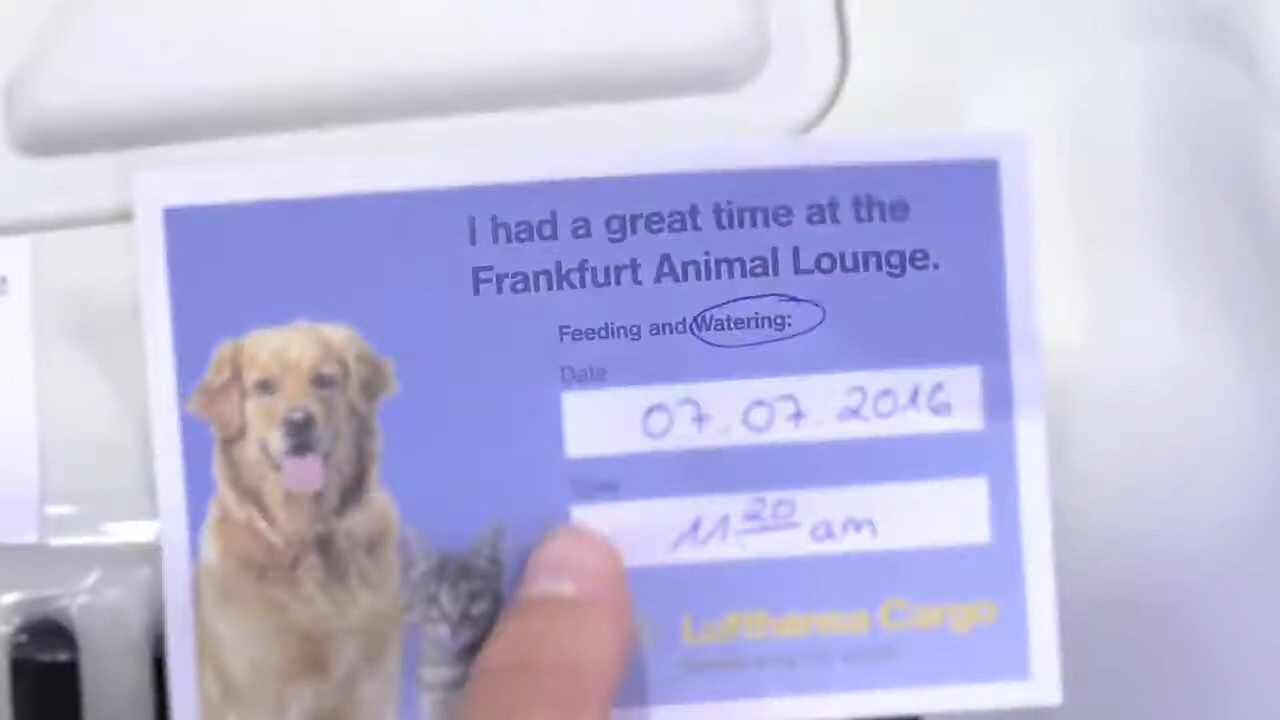 I had a great time at the
Frankfurt Animal Lounge.
Feeding and Watering:
Date
07.07.2016
Time
11:20 am
Lufthansa Cargo